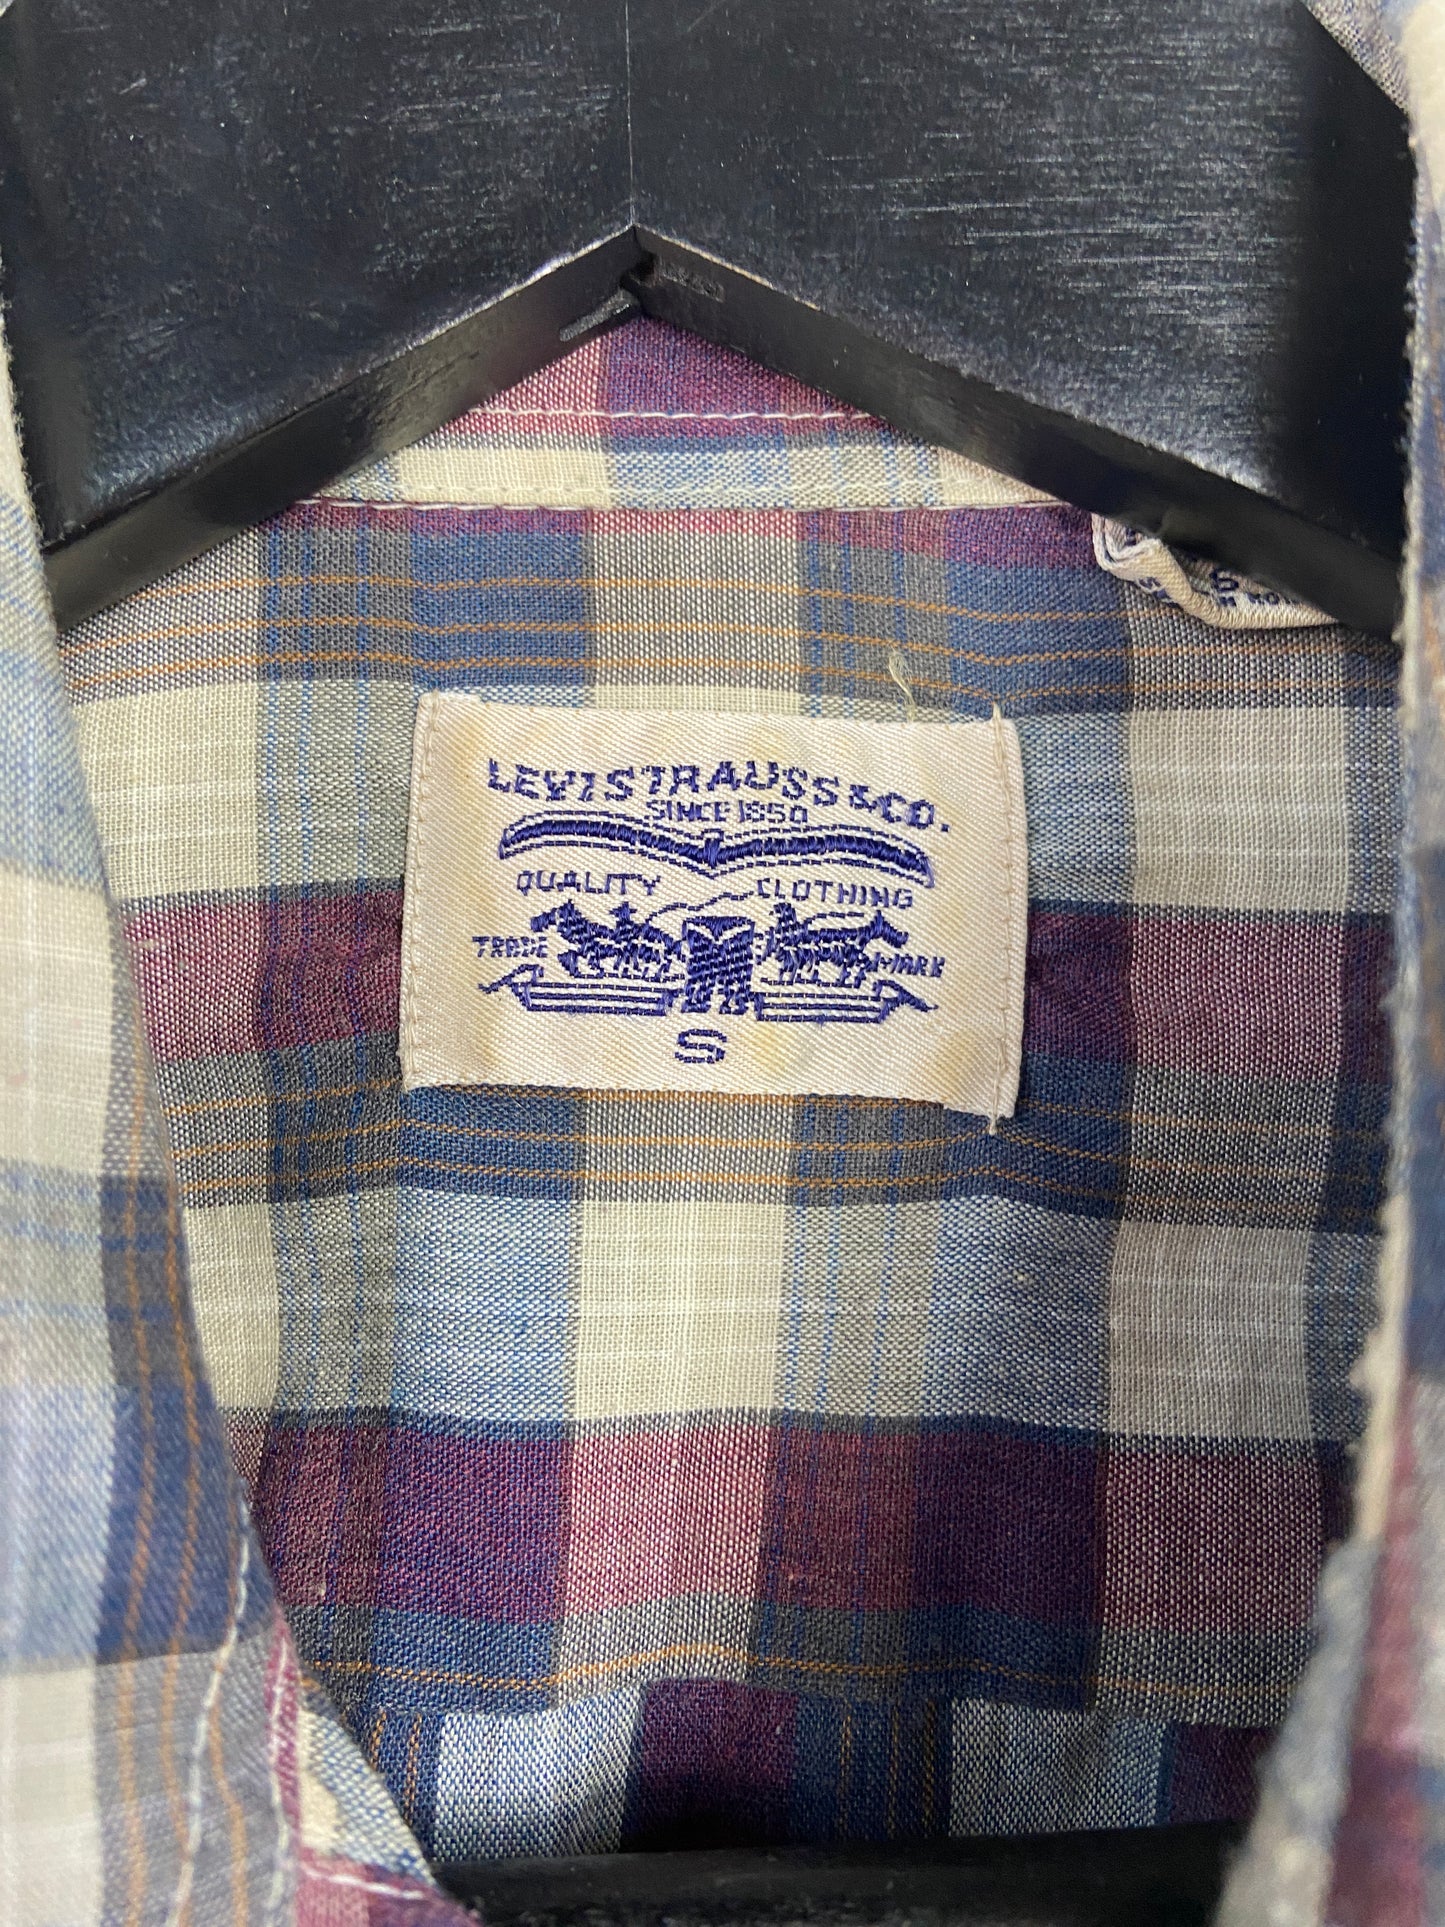 LEVI STRAUSS & CO.
SINCE 1850
QUALITY CLOTHING
TRADE MARK
S